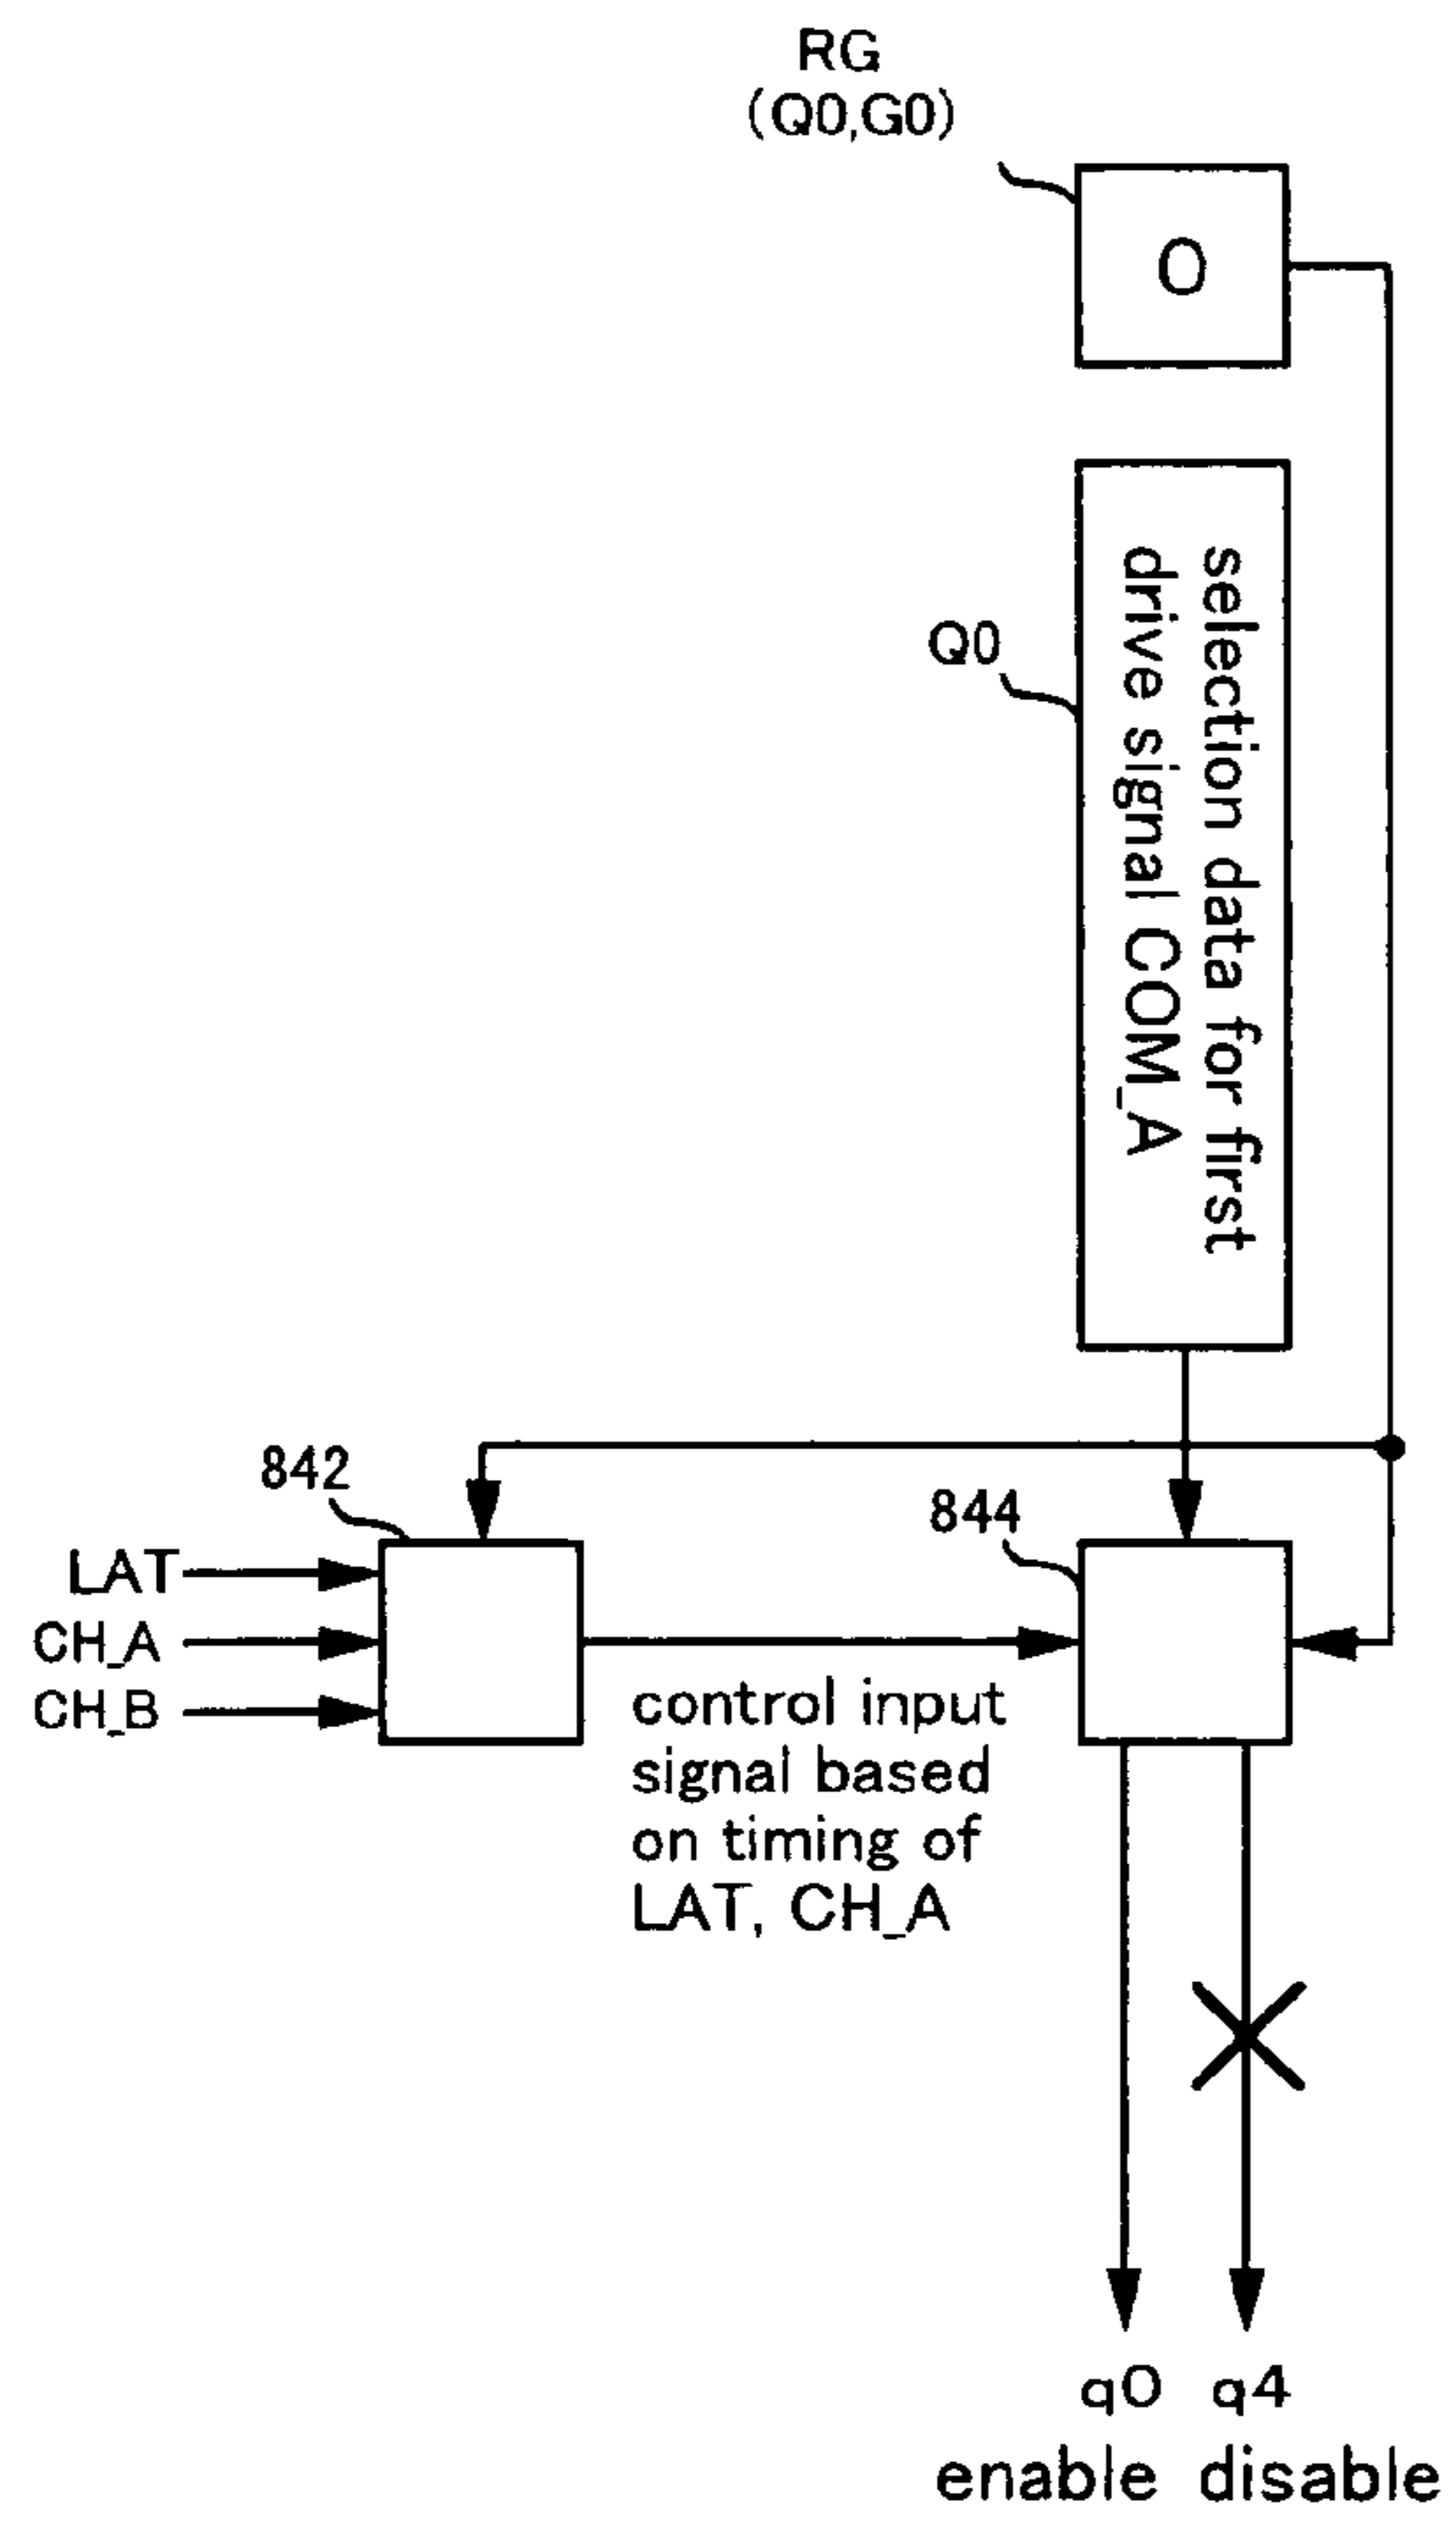 RG
(Q0,G0)
0
Q0
selection data for first
drive signal COM_A
842
844
LAT
CH_A
CH_B
control input
signal based
on timing of
LAT, CH_A
q0 q4
enable disable